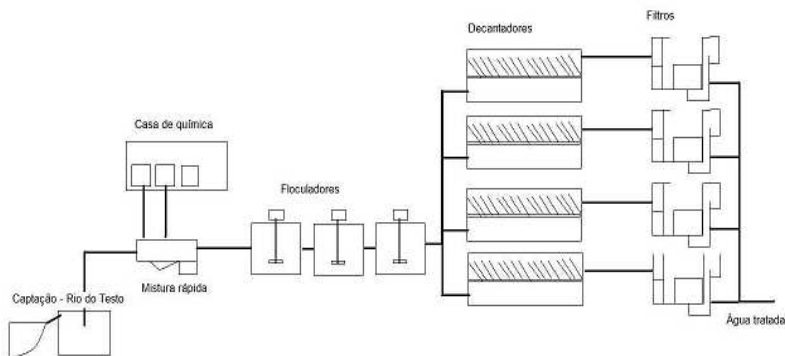 Decantadores
Filtros
Casa de química
Floculadores
Mistura rápida
Captação - Rio do Testo
Água tratada